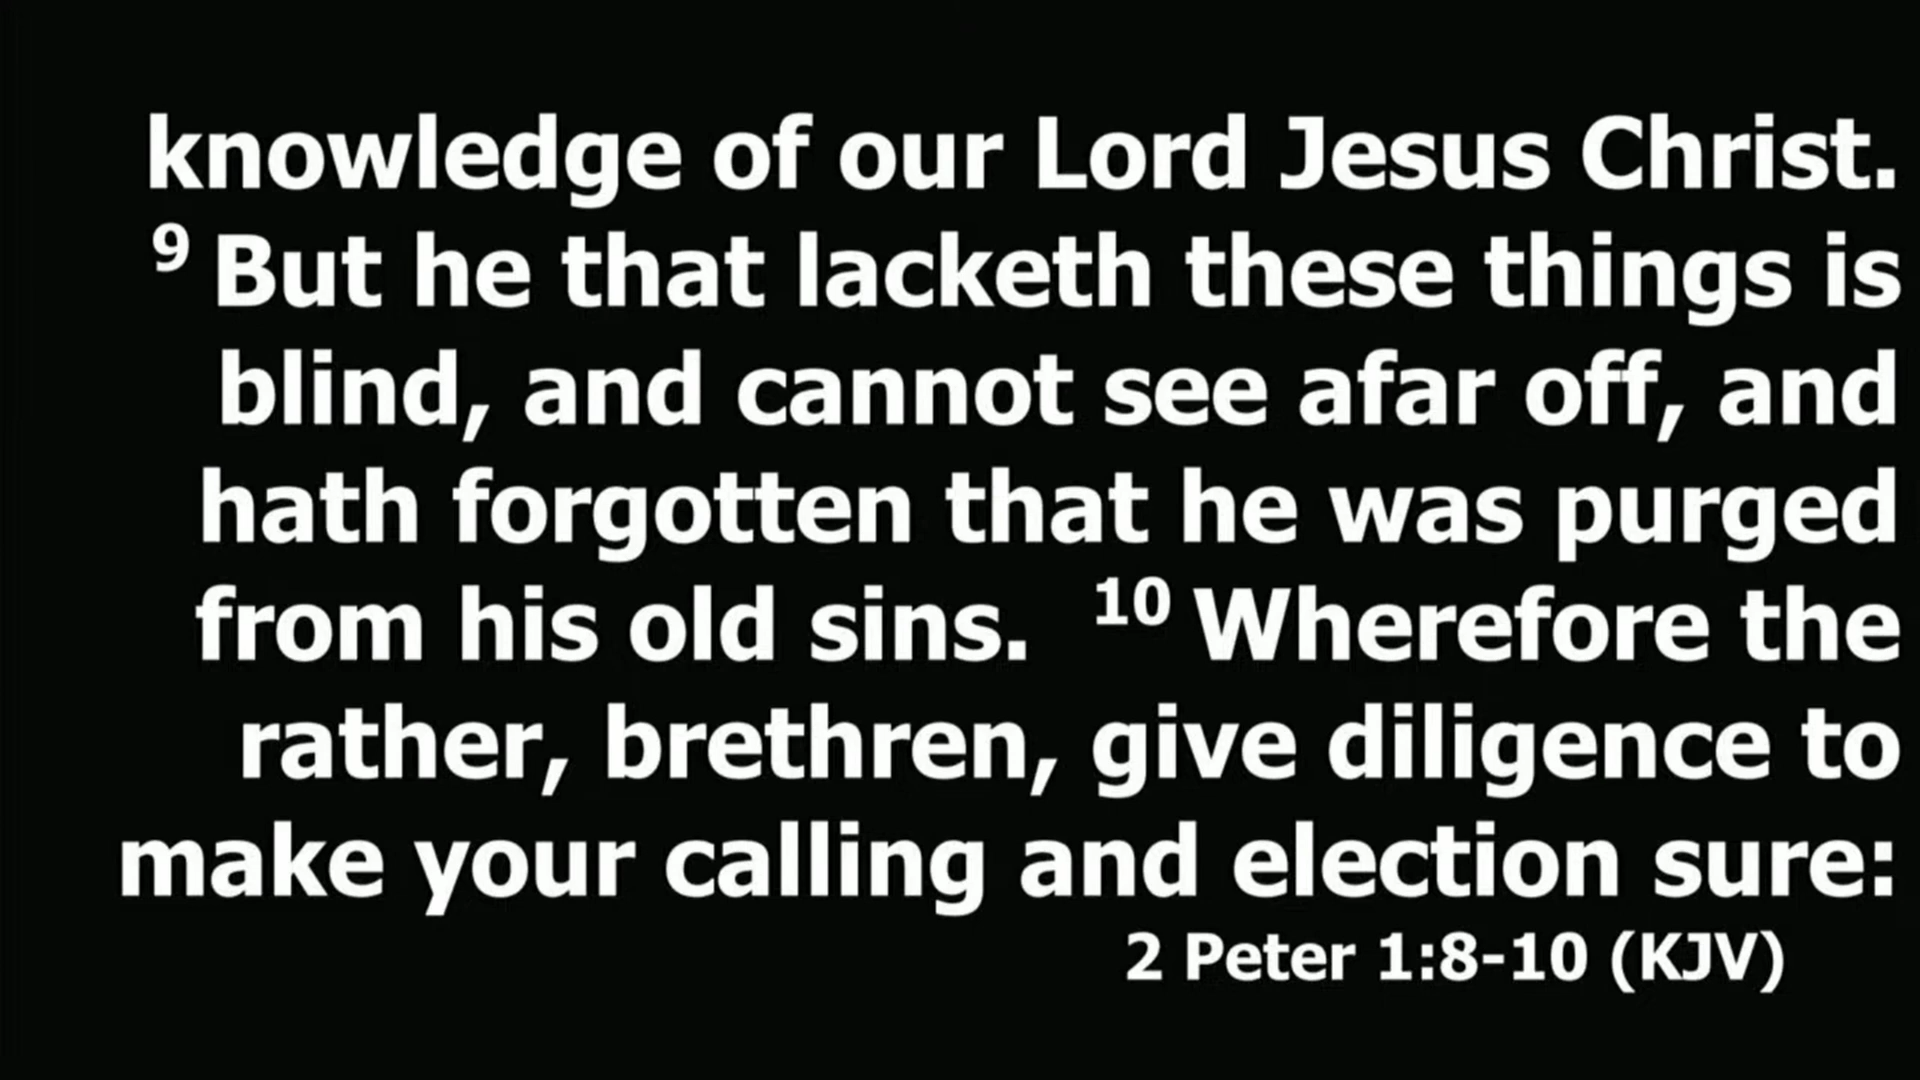 knowledge of our Lord Jesus Christ.
9 But he that lacketh these things is
blind, and cannot see afar off, and
hath forgotten that he was purged
from his old sins. 10 Wherefore the
rather, brethren, give diligence to
make your calling and election sure:
2 Peter 1:8-10 (KJV)